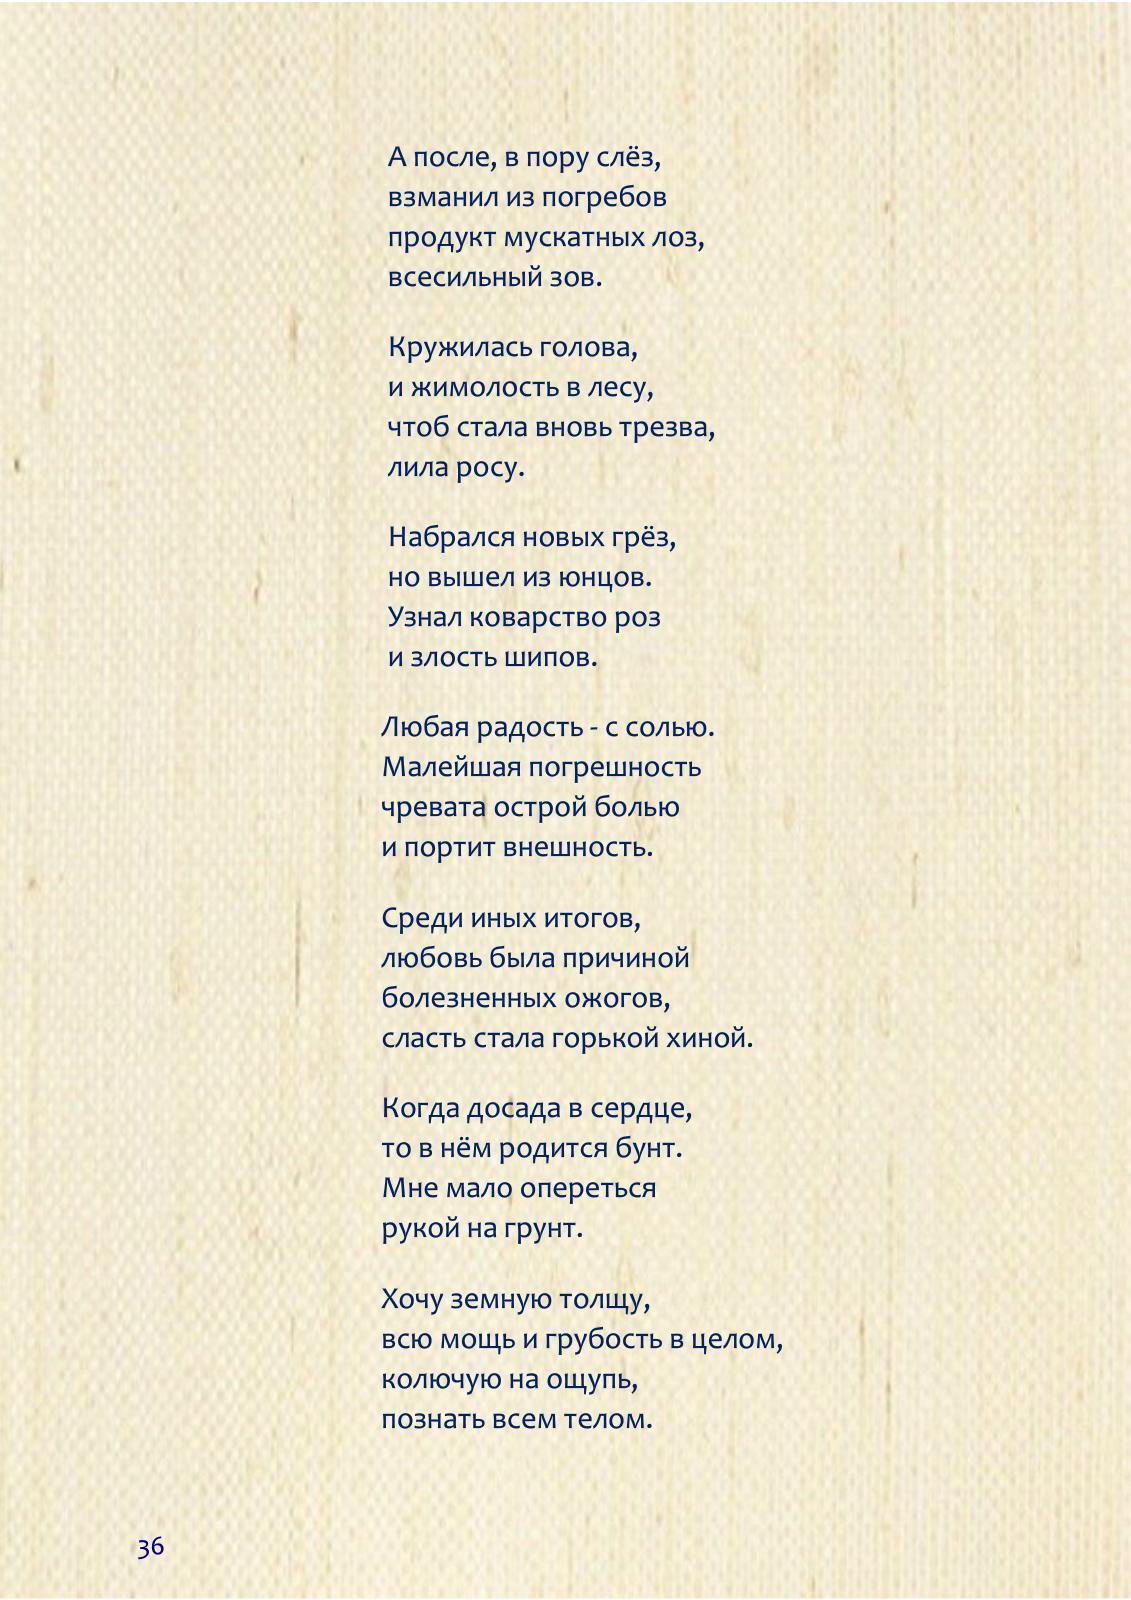 А после, в пору слёз,
взманил из погребов
продукт мускатных лоз,
всесильный зов.
Кружилась голова,
и жимолость в лесу,
чтоб стала вновь трезва,
лила росу.
Набрался новых грёз,
но вышел из юнцов.
Узнал коварство роз
и злость шипов.
Любая радость - с солью.
Малейшая погрешность
чревата острой болью
и портит внешность.
Среди иных итогов,
любовь была причиной
болезненных ожогов,
сласть стала горькой хиной.
Когда досада в сердце,
то в нём родится бунт.
Мне мало опереться
рукой на грунт.
Хочу земную толщу,
всю мощь и грубость в целом,
колючую на ощупь,
познать всем телом.
36